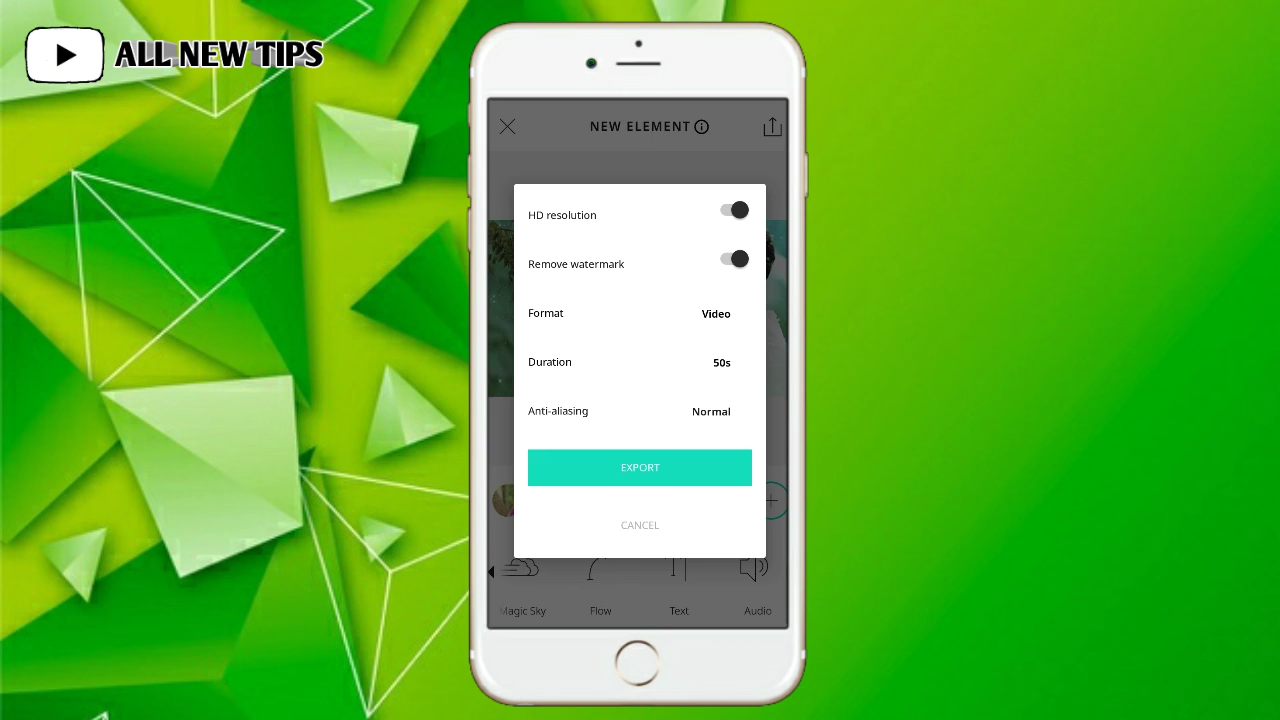 ALL NEW TIPS
NEW ELEMENT
HD resolution
Remove watermark
Format Video
Duration 50s
Anti-aliasing Normal
EXPORT
CANCEL
Magic Sky Flow Text Audio